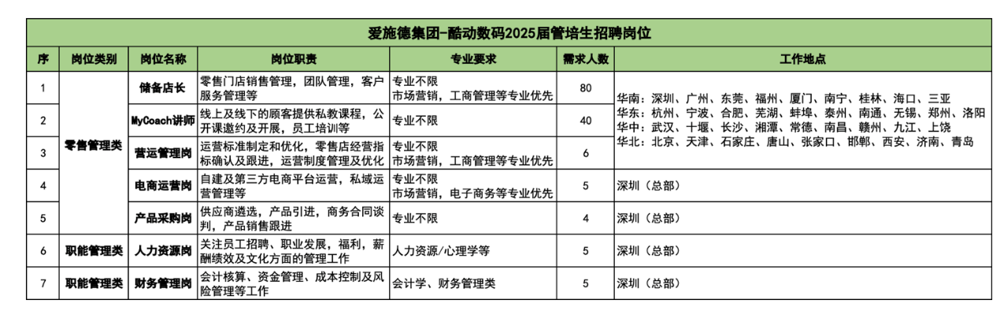 爱施德集团-酷动数码2025届管培生招聘岗位
序 岗位类别 岗位名称 岗位职责 专业要求 需求人数 工作地点
1
零售管理类
储备店长
零售门店销售管理，团队管理，客户
服务管理等
专业不限
市场营销，工商管理等专业优先
80
华南：深圳、广州、东莞、福州、厦门、南宁、桂林、海口、三亚
华东：杭州、宁波、合肥、芜湖、蚌埠、泰州、南通、无锡、郑州、洛阳
华中：武汉、十堰、长沙、湘潭、常德、南昌、赣州、九江、上饶
华北：北京、天津、石家庄、唐山、张家口、邯郸、西安、济南、青岛
2
MyCoach讲师
线上及线下的顾客提供私教课程，公
开课邀约及开展，员工培训等
专业不限
40
3
营运管理岗
运营标准制定和优化，零售店经营指
标确认及跟进，运营制度管理及优化
专业不限
市场营销，工商管理等专业优先
6
4
电商运营岗
自建及第三方电商平台运营，私域运
营管理等
专业不限
市场营销，电子商务等专业优先
5
深圳（总部）
5
产品采购岗
供应商遴选，产品引进，商务合同谈
判，产品销售跟进
专业不限
4
深圳（总部）
6
职能管理类
人力资源岗
关注员工招聘、职业发展，福利，薪
酬绩效及文化方面的管理工作
人力资源/心理学等
5
深圳（总部）
7
职能管理类
财务管理岗
会计核算、资金管理、成本控制及风
险管理等工作
会计学、财务管理类
5
深圳（总部）